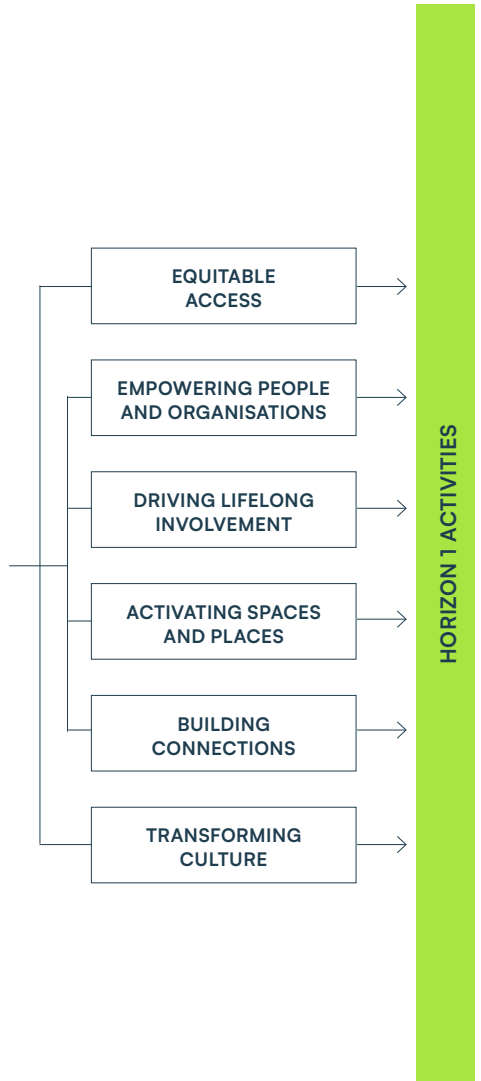 EQUITABLE
ACCESS
EMPOWERING PEOPLE
AND ORGANISATIONS
DRIVING LIFELONG
INVOLVEMENT
ACTIVATING SPACES
AND PLACES
BUILDING
CONNECTIONS
TRANSFORMING
CULTURE
HORIZON 1 ACTIVITIES